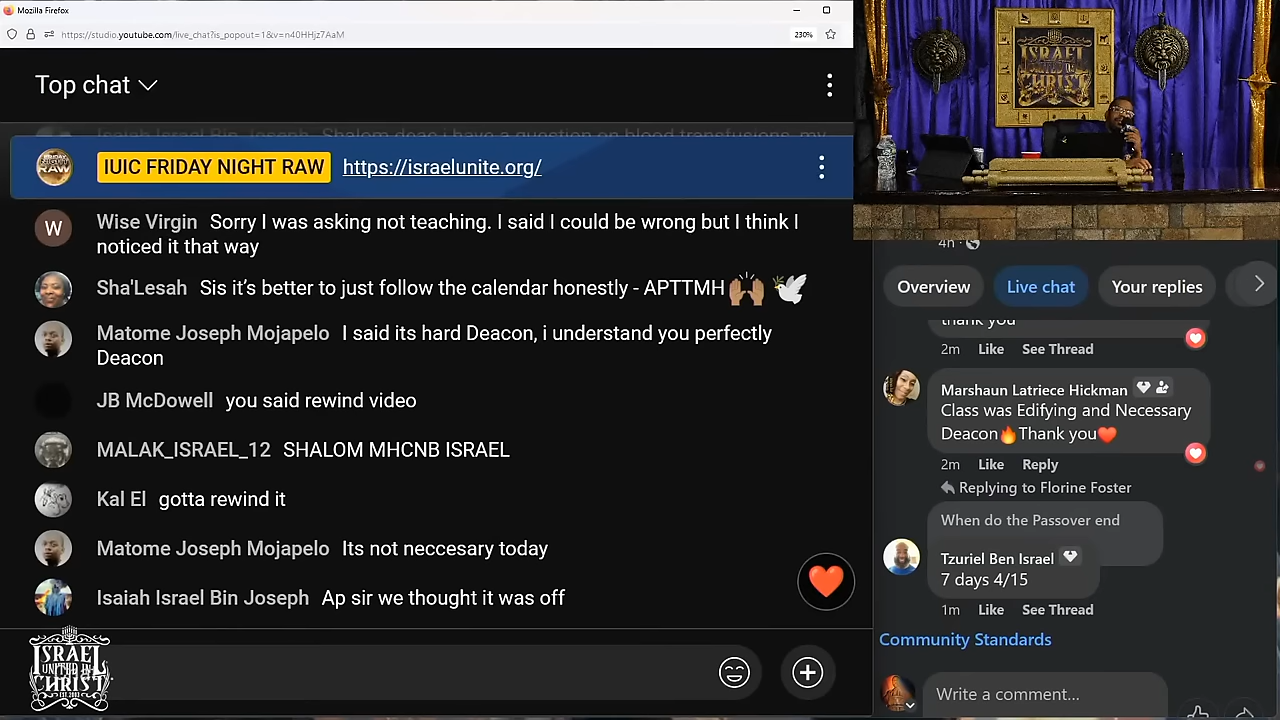 Mozilla Firefox
https://studio.youtube.com/live_chat?is_popout=1&v=n40HHjz7AaM
230%
Top chat
Isaiah Israel Bin Joseph Shalom deac i have a question on blood transfusions, my
IUIC FRIDAY NIGHT RAW https://israelunite.org/
W
Wise Virgin Sorry I was asking not teaching. I said I could be wrong but I think I
noticed it that way
Sha'Lesah Sis it’s better to just follow the calendar honestly - APTTMH 🙌🏾 🕊️
Matome Joseph Mojapelo I said its hard Deacon, i understand you perfectly
Deacon
JB McDowell you said rewind video
MALAK_ISRAEL_12 SHALOM MHCNB ISRAEL
Kal El gotta rewind it
Matome Joseph Mojapelo Its not neccesary today
Isaiah Israel Bin Joseph Ap sir we thought it was off
ISRAEL
UNITED IN
CHRIST
EST. 2003
ISRAEL
UNITED IN
CHRIST
4h
Overview
Live chat
Your replies
thank you
2m Like See Thread
Marshaun Latriece Hickman
Class was Edifying and Necessary
Deacon🔥Thank you❤️
2m Like Reply
Replying to Florine Foster
When do the Passover end
Tzuriel Ben Israel
7 days 4/15
1m Like See Thread
Community Standards
Write a comment...